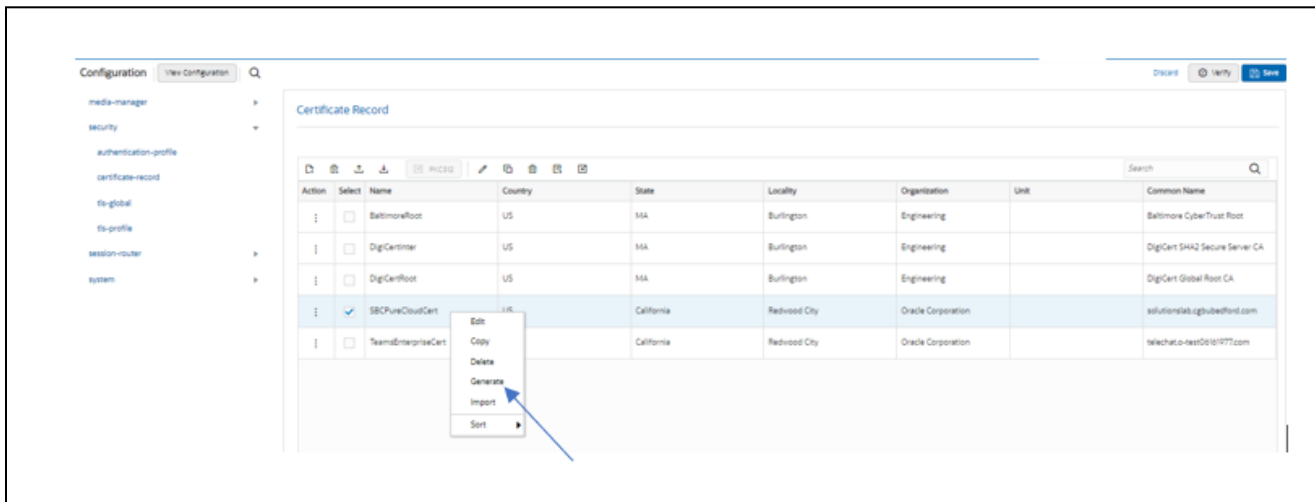 Configuration View Configuration Discard Verify Save
media-manager
security
authentication-profile
certificate-record
tls-global
tls-profile
session-router
system
Certificate Record
PKCS12 Search
Action Select Name Country State Locality Organization Unit Common Name
BaltimoreRoot US MA Burlington Engineering Baltimore CyberTrust Root
DigiCertInter US MA Burlington Engineering DigiCert SHA2 Secure Server CA
DigiCertRoot US MA Burlington Engineering DigiCert Global Root CA
SBCPureCloudCert US California Redwood City Oracle Corporation solutionslab.cgbubedford.com
TeamsEnterpriseCert California Redwood City Oracle Corporation telechat.o-test06161977.com
Edit
Copy
Delete
Generate
Import
Sort